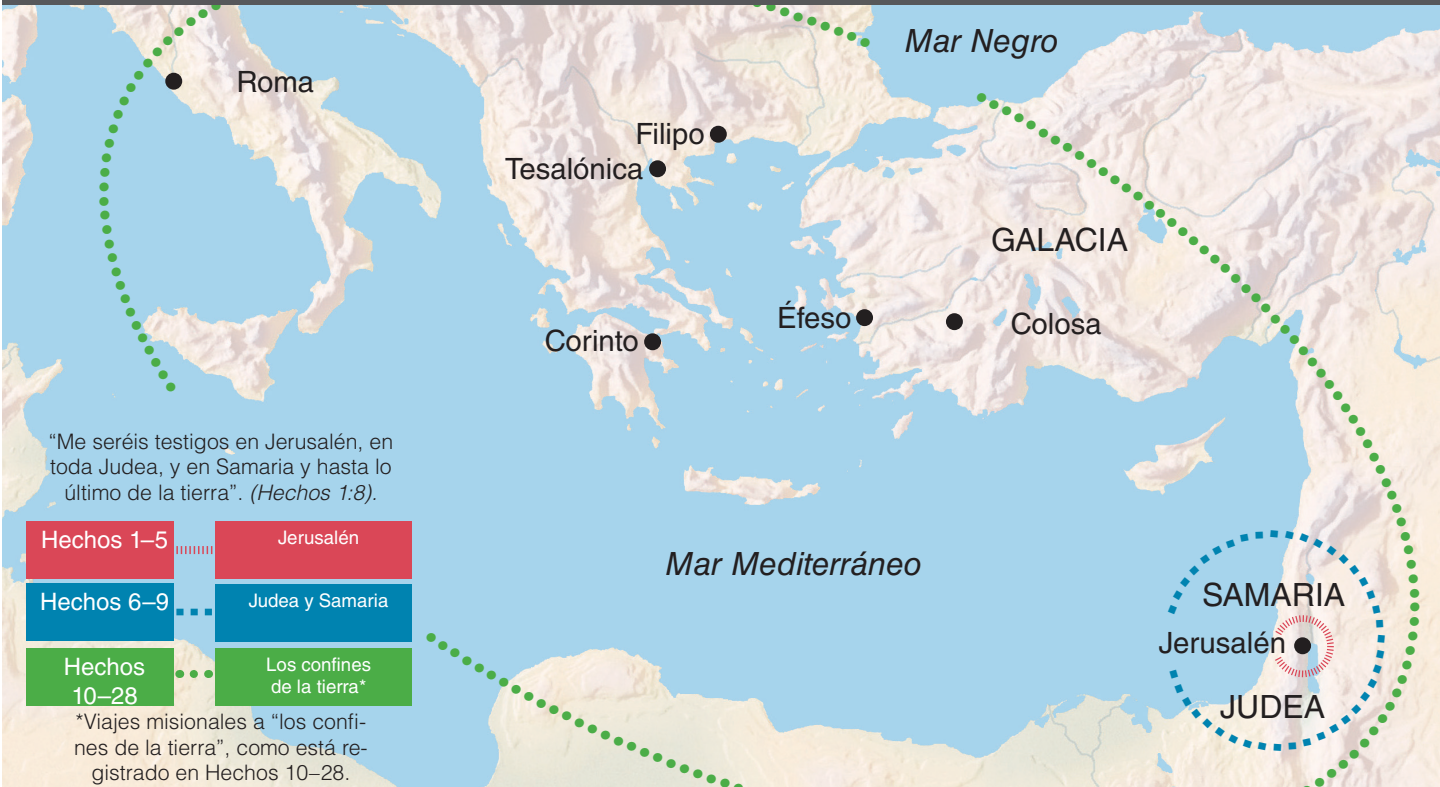 Mar Negro
Roma
Filipo
Tesalónica
GALACIA
Éfeso
Colosa
Corinto
“Me seréis testigos en Jerusalén, en
toda Judea, y en Samaria y hasta lo
último de la tierra”. (Hechos 1:8).
Hechos 1–5
Jerusalén
Hechos 6–9
Judea y Samaria
Hechos
10–28
Los confines
de la tierra*
*Viajes misionales a “los confi-
nes de la tierra”, como está re-
gistrado en Hechos 10–28.
Mar Mediterráneo
SAMARIA
Jerusalén
JUDEA